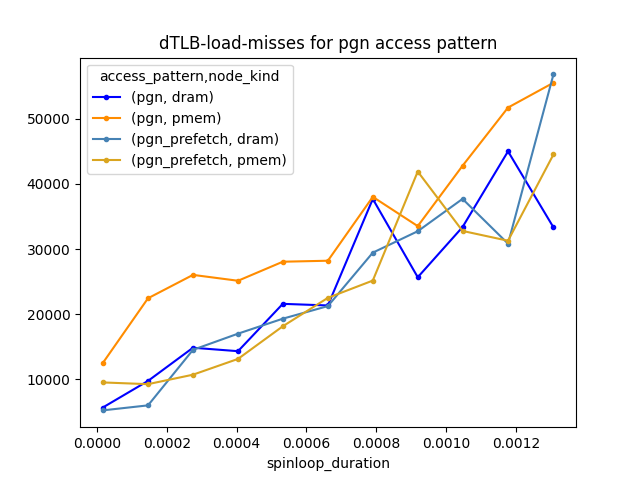 dTLB-load-misses for pgn access pattern
access_pattern,node_kind
(pgn, dram)
(pgn, pmem)
(pgn_prefetch, dram)
(pgn_prefetch, pmem)
50000
40000
30000
20000
10000
0.0000 0.0002 0.0004 0.0006 0.0008 0.0010 0.0012
spinloop_duration